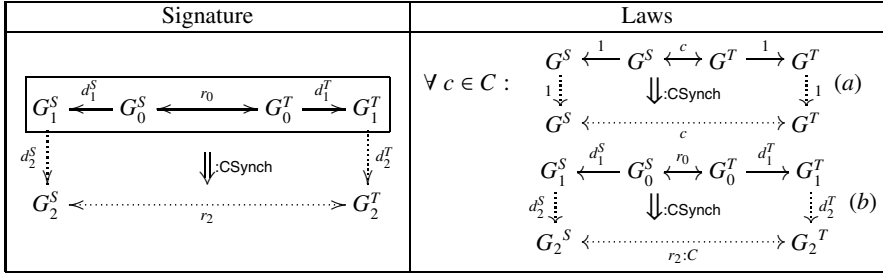 Signature Laws
∀ c ∈ C :
G^S 1 G^S c G^T 1 G^T
1 ⇓:CSynch 1 (a)
G^S c G^T
G_1^S d_1^S G_0^S r_0 G_0^T d_1^T G_1^T
d_2^S ⇓:CSynch d_2^T
G_2^S r_2 G_2^T
G_1^S d_1^S G_0^S r_0 G_0^T d_1^T G_1^T
d_2^S ⇓:CSynch d_2^T (b)
G_2^S r_2:C G_2^T